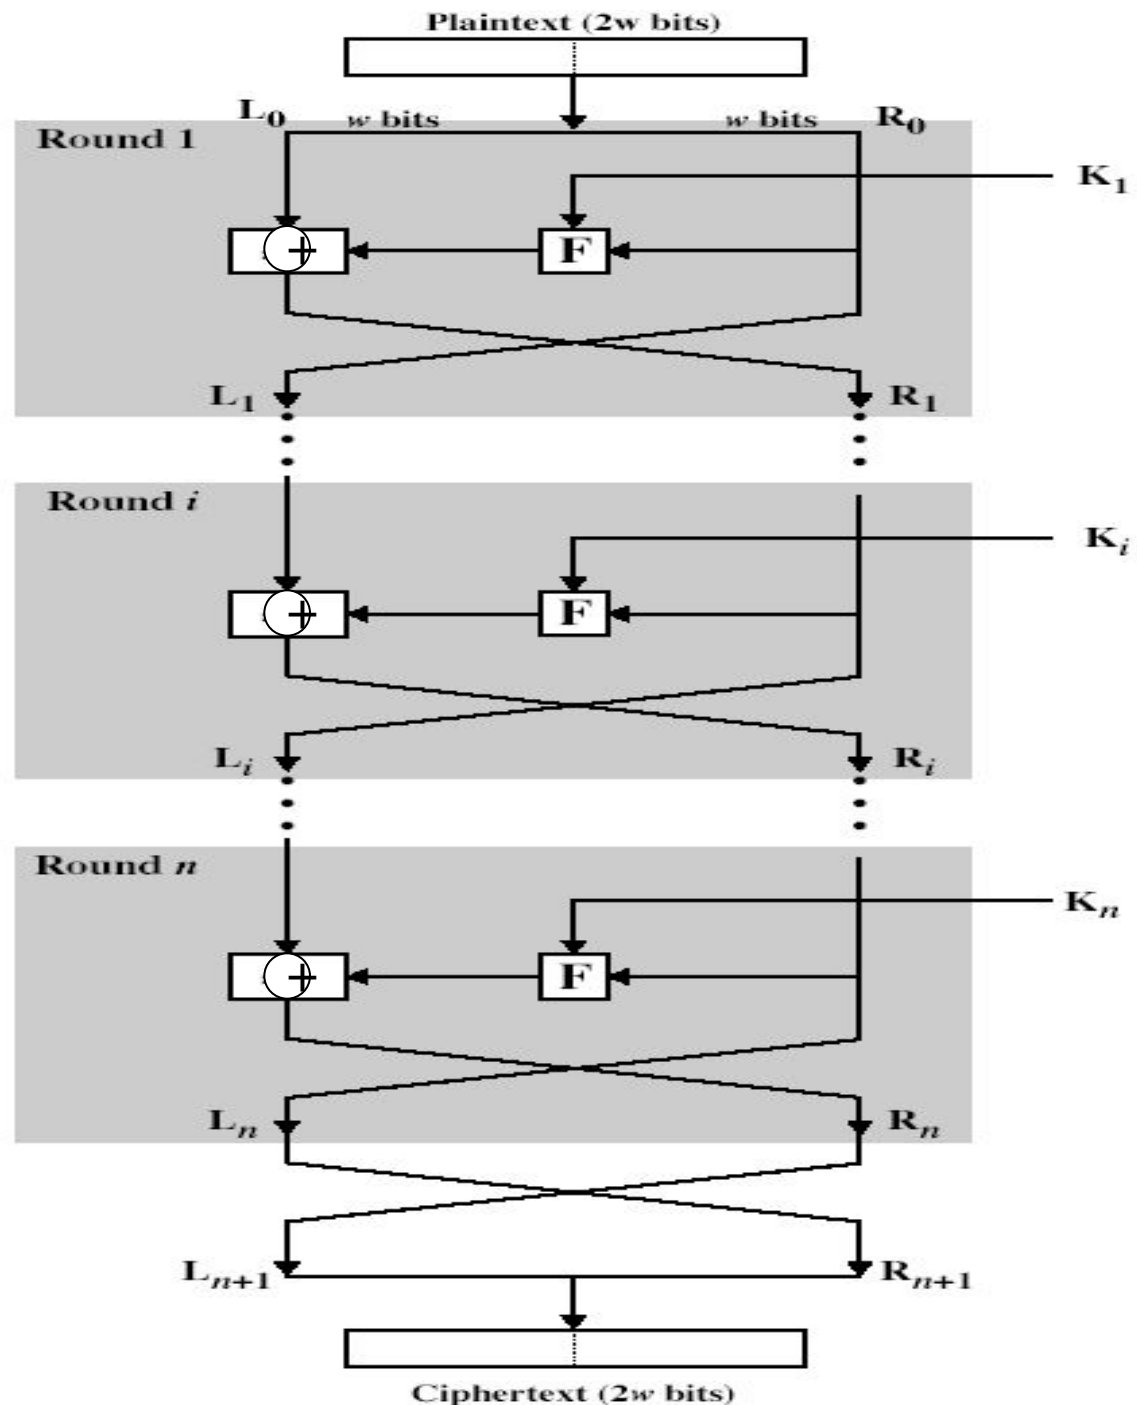 Plaintext (2w bits)
L₀ w bits w bits R₀
Round 1
K₁
+ F
L₁ R₁
Round i
Kᵢ
+ F
Lᵢ Rᵢ
Round n
Kₙ
+ F
Lₙ Rₙ
Lₙ₊₁ Rₙ₊₁
Ciphertext (2w bits)